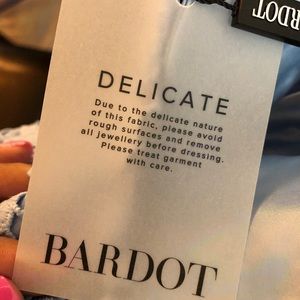 BARDOT
DELICATE
Due to the delicate nature
of this fabric, please avoid
rough surfaces and remove
all jewellery before dressing.
Please treat garment
with care.
BARDOT